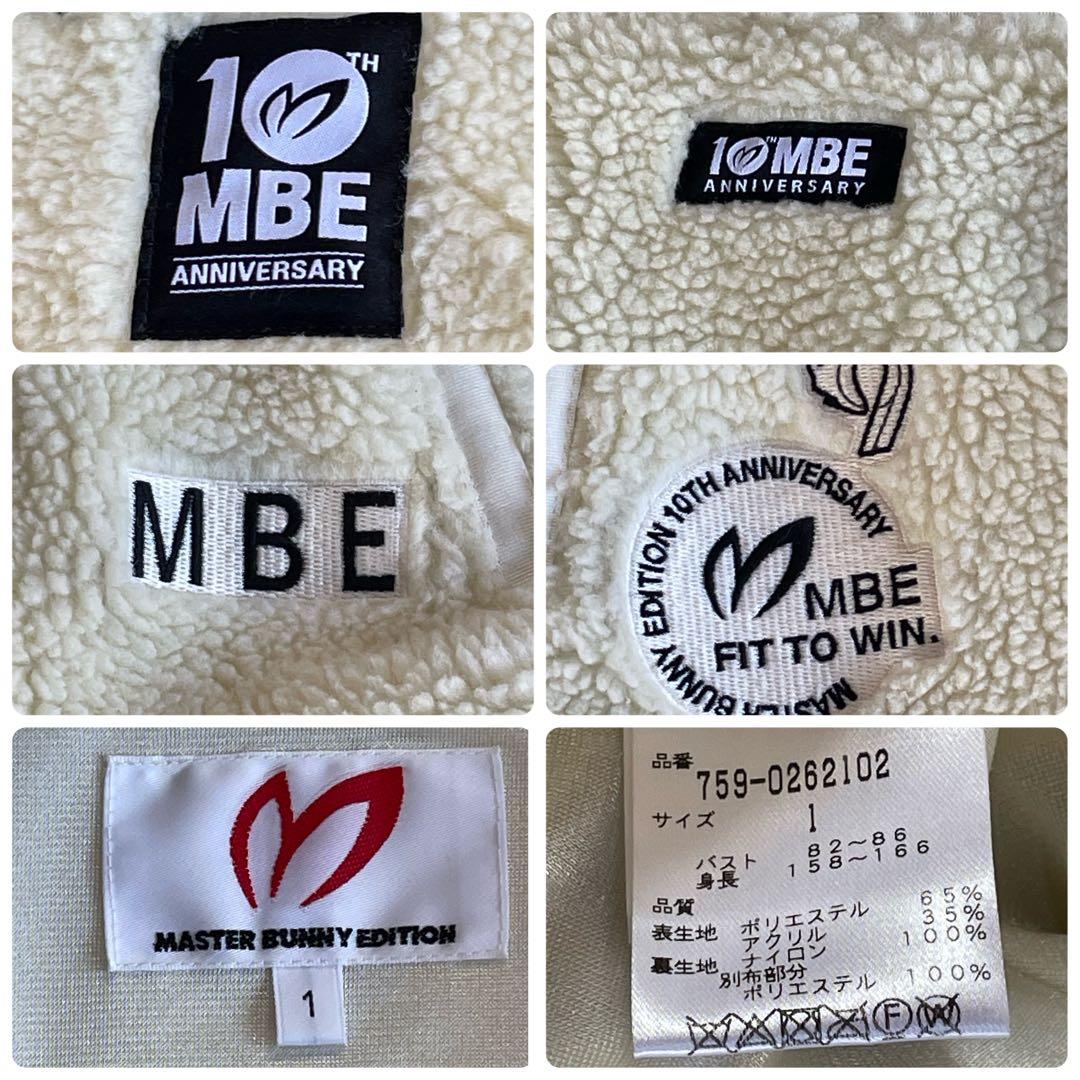 10TH
MBE
ANNIVERSARY
10TH MBE
ANNIVERSARY
MBE
MASTER BUNNY EDITION 10TH ANNIVERSARY
MBE
FIT TO WIN.
MASTER BUNNY EDITION
1
品番
759-0262102
サイズ
1
バスト 82〜86
身長 158〜166
品質
表生地 ポリエステル 65%
アクリル 35%
裏生地 ナイロン 100%
別布部分
ポリエステル 100%
F W